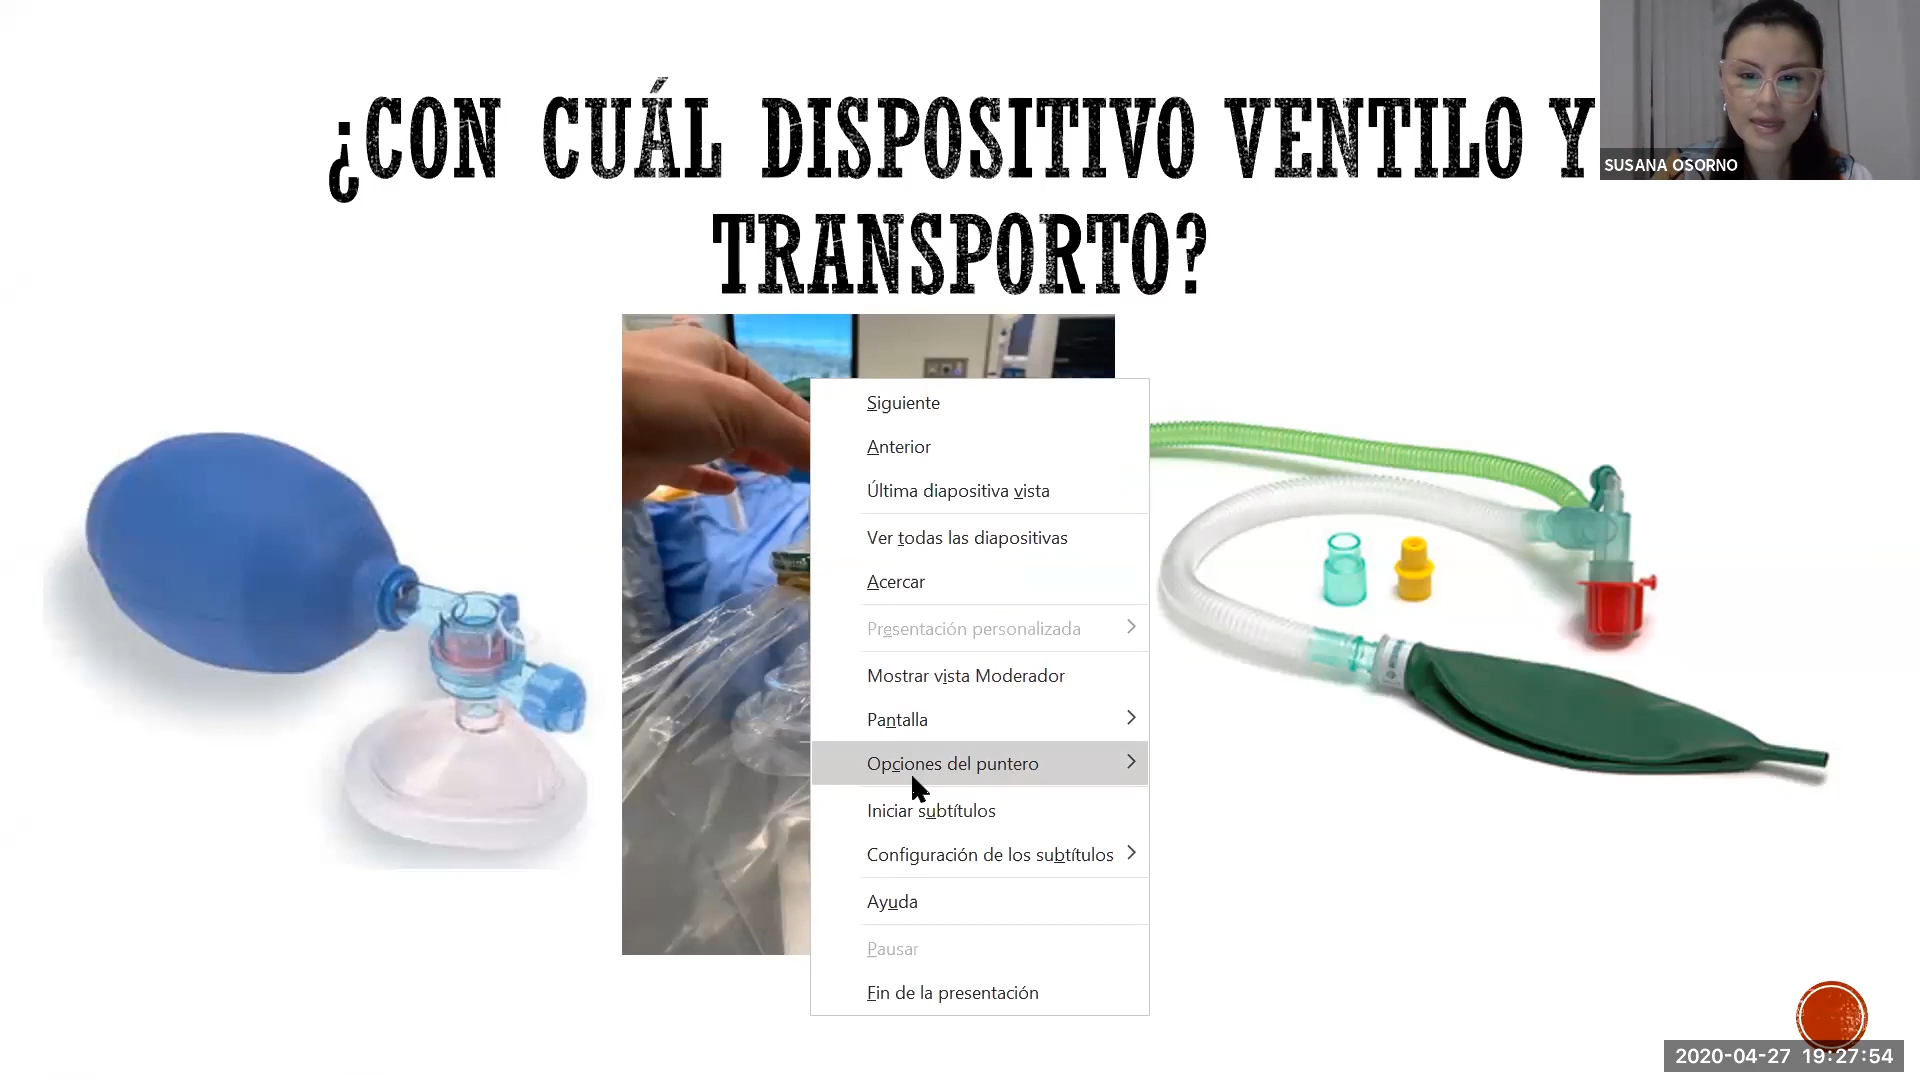 ¿CON CUÁL DISPOSITIVO VENTILO Y
TRANSPORTO?
SUSANA OSORNO
Siguiente
Anterior
Última diapositiva vista
Ver todas las diapositivas
Acercar
Presentación personalizada
Mostrar vista Moderador
Pantalla
Opciones del puntero
Iniciar subtítulos
Configuración de los subtítulos
Ayuda
Pausar
Fin de la presentación
2020-04-27 19:27:54